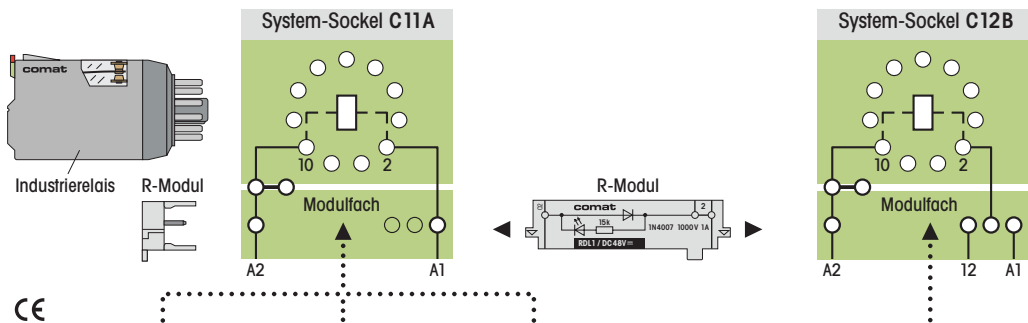 System-Sockel C11A
System-Sockel C12B
comat
10
2
10
2
Industrierelais
R-Modul
Modulfach
R-Modul
Modulfach
10
comat
2
15k
1N4007 1000V 1A
RDL1 / DC48V
A2
A1
A2
12
A1
CE